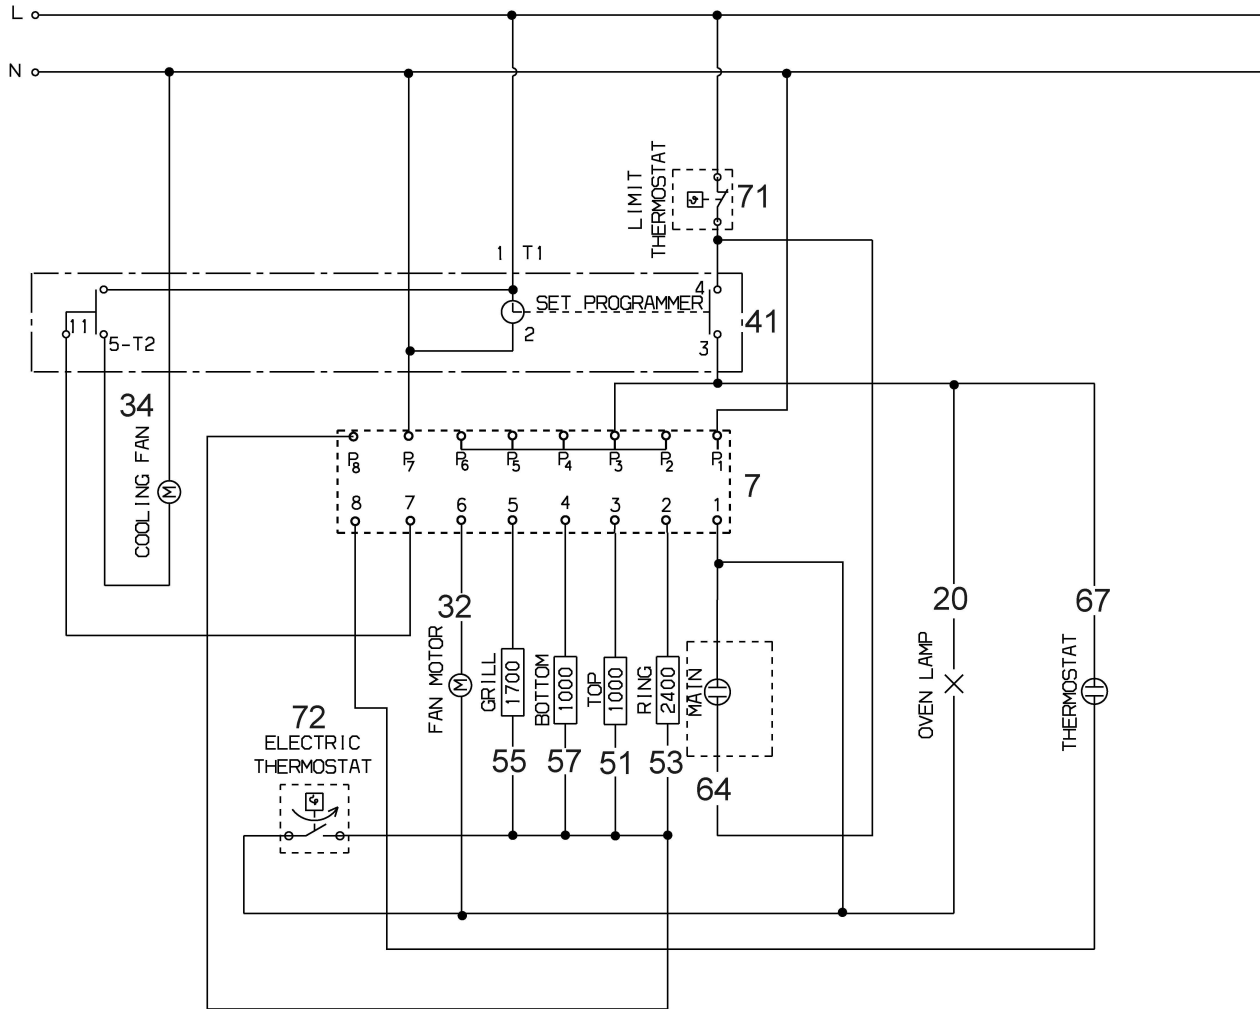 L
N
LIMIT
THERMOSTAT
71
1 T1
4
SET PROGRAMMER
11
5-T2
2
3
41
34
COOLING FAN
P8 P7 P6 P5 P4 P3 P2 P1
7
8 7 6 5 4 3 2 1
M
32
FAN MOTOR
M
GRILL
1700
BOTTOM
1000
TOP
1000
RING
2400
MAIN
20
OVEN LAMP
67
THERMOSTAT
72
ELECTRIC
THERMOSTAT
55
57
51
53
64